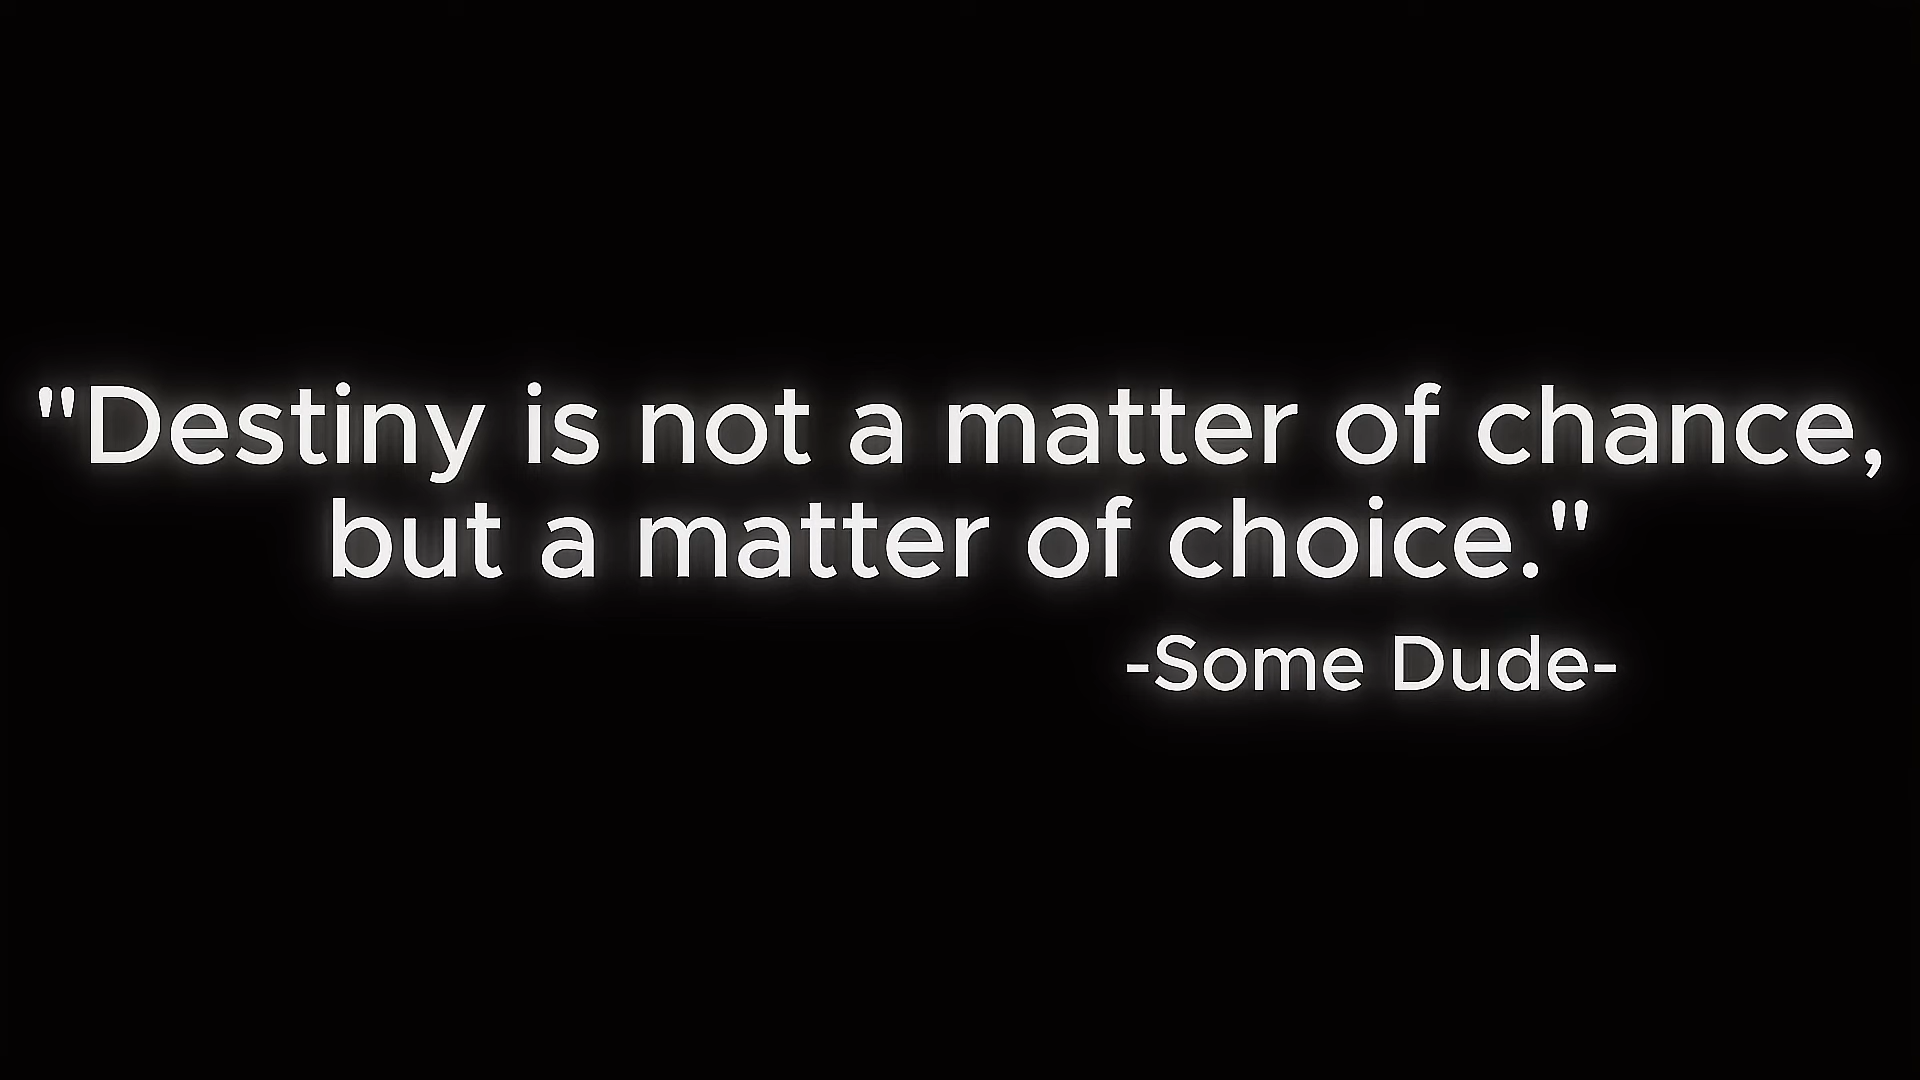 "Destiny is not a matter of chance,
but a matter of choice."
-Some Dude-